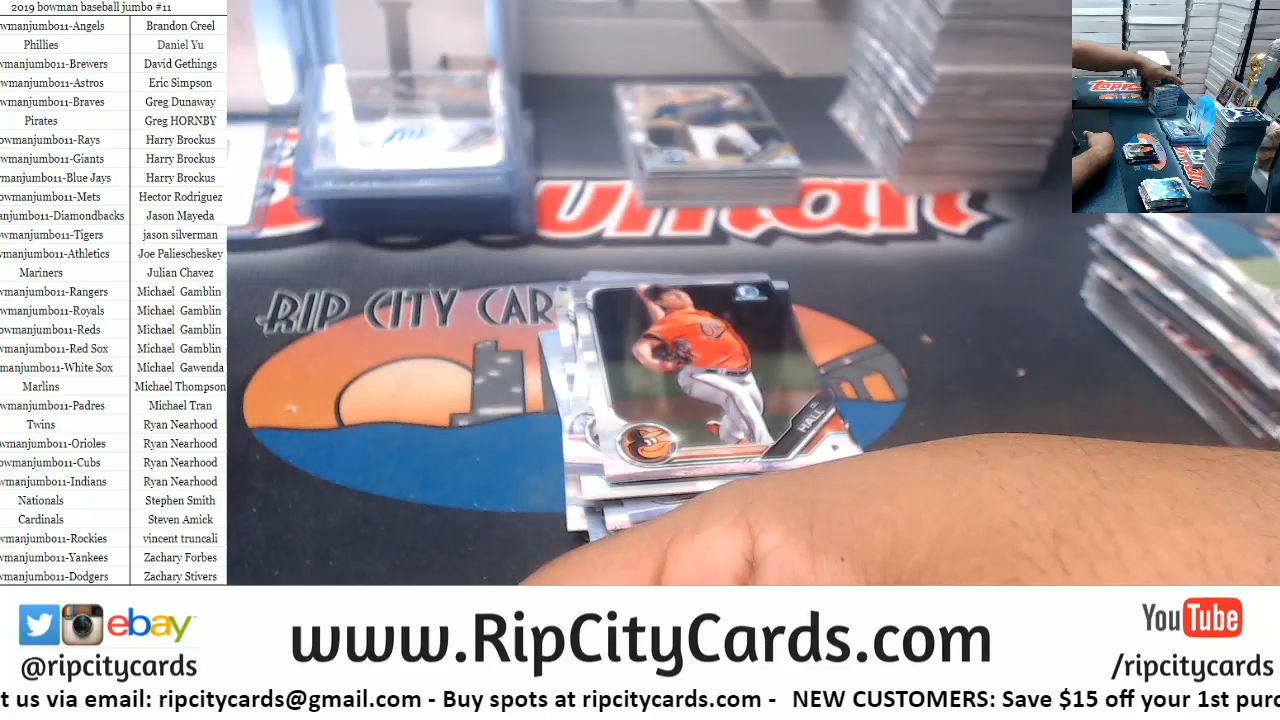 2019 bowman baseball jumbo #11
wmanjumbo11-Angels Brandon Creel
Phillies Daniel Yu
wmanjumbo11-Brewers David Gethings
wmanjumbo11-Astros Eric Simpson
wmanjumbo11-Braves Greg Dunaway
Pirates Greg HORNBY
wmanjumbo11-Rays Harry Brockus
wmanjumbo11-Giants Harry Brockus
wmanjumbo11-Blue Jays Harry Brockus
wmanjumbo11-Mets Hector Rodriguez
anjumbo11-Diamondbacks Jason Mayeda
wmanjumbo11-Tigers jason silverman
wmanjumbo11-Athletics Joe Paliescheskey
Mariners Julian Chavez
wmanjumbo11-Rangers Michael Gamblin
wmanjumbo11-Royals Michael Gamblin
wmanjumbo11-Reds Michael Gamblin
wmanjumbo11-Red Sox Michael Gamblin
manjumbo11-White Sox Michael Gawenda
Marlins Michael Thompson
wmanjumbo11-Padres Michael Tran
Twins Ryan Nearhood
wmanjumbo11-Orioles Ryan Nearhood
wmanjumbo11-Cubs Ryan Nearhood
wmanjumbo11-Indians Ryan Nearhood
Nationals Stephen Smith
Cardinals Steven Amick
wmanjumbo11-Rockies vincent truncali
wmanjumbo11-Yankees Zachary Forbes
wmanjumbo11-Dodgers Zachary Stivers
topps
owman
RIP CITY CAR
HALL
P
ebay
@ripcitycards
www.RipCityCards.com
YouTube
/ripcitycards
t us via email: ripcitycards@gmail.com - Buy spots at ripcitycards.com - NEW CUSTOMERS: Save $15 off your 1st purc